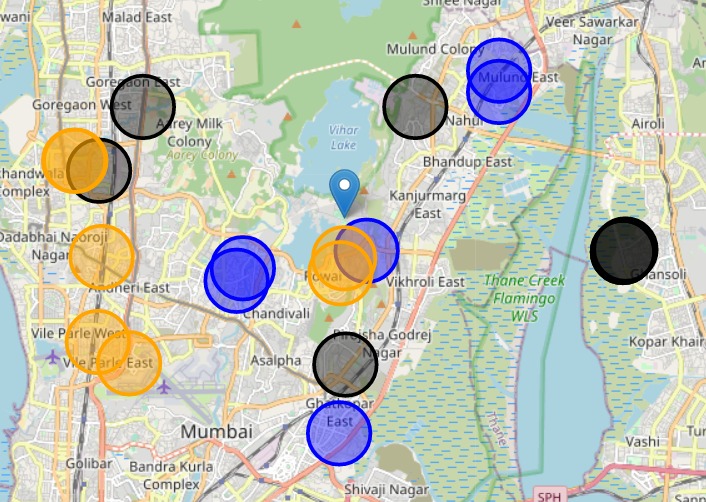 Shree Nagar
wani
Malad East
Veer Sawarkar
Nagar
Mulund Colony
Goregaon East
Mulund East
Goregaon West
Aarey Milk
Colony
Vihar
Lake
Nahur
Airoli
Aarey Colony
Bhandup East
Complex
Kanjurmarg
East
Dadabhai Naoroji
Nagar
Powai
Ghansoli
Andheri East
Vikhroli East
Thane Creek
Flamingo
WLS
Chandivali
Vile Parle West
Pirojsha Godrej
Nagar
Kopar Khair
Vile Parle East
Asalpha
Ghatkopar
East
Mumbai
Thane
Vashi
Tur
Golibar
Bandra Kurla
Complex
Shivaji Nagar
SPH
Sanp